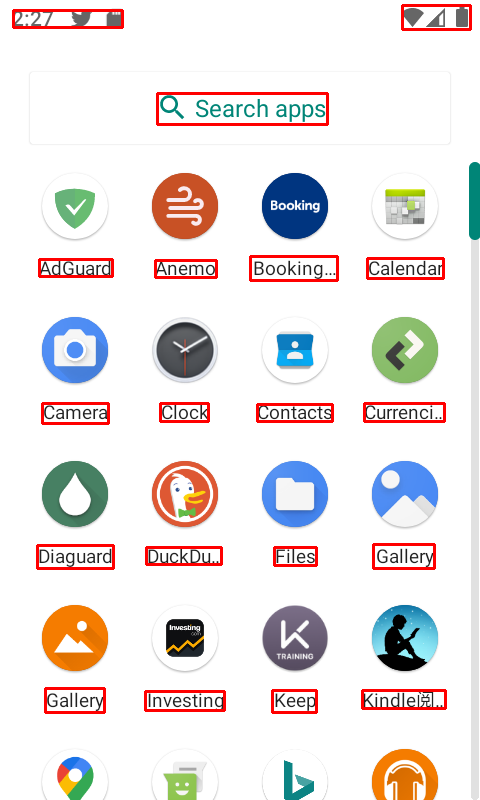 2:27
Search apps
Booking
AdGuard Anemo Booking... Calendar
Camera Clock Contacts Currenci...
Diaguard DuckDu... Files Gallery
Investing
.com
TRAINING
Gallery Investing Keep Kindle阅...